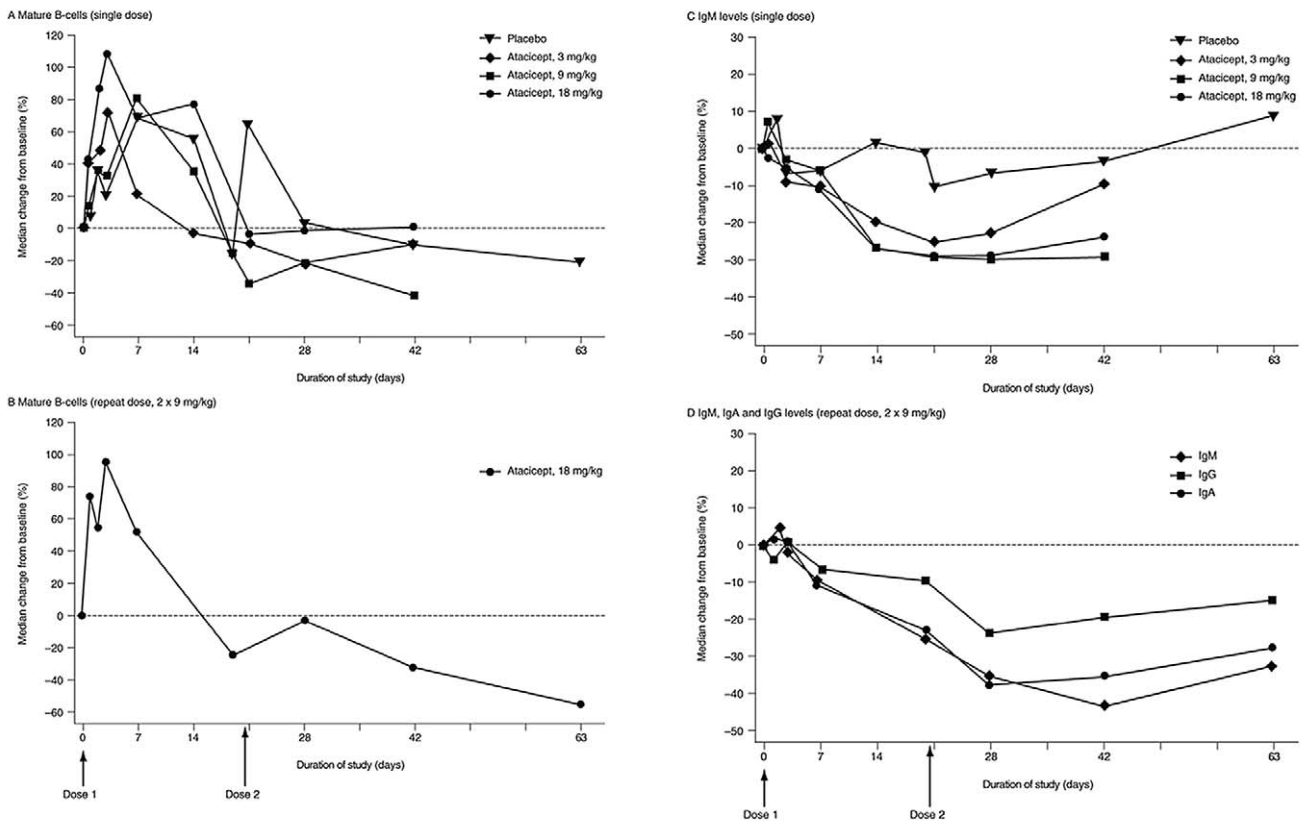 A Mature B-cells (single dose)
120
100
80
60
40
20
0
−20
−40
−60
Median change from baseline (%)
Placebo
Atacicept, 3 mg/kg
Atacicept, 9 mg/kg
Atacicept, 18 mg/kg
0 7 14 28 42 63
Duration of study (days)
B Mature B-cells (repeat dose, 2 x 9 mg/kg)
120
100
80
60
40
20
0
−20
−40
−60
Median change from baseline (%)
Atacicept, 18 mg/kg
0 7 14 28 42 63
Duration of study (days)
Dose 1 Dose 2
C IgM levels (single dose)
30
20
10
0
−10
−20
−30
−40
−50
Median change from baseline (%)
Placebo
Atacicept, 3 mg/kg
Atacicept, 9 mg/kg
Atacicept, 18 mg/kg
0 7 14 28 42 63
Duration of study (days)
D IgM, IgA and IgG levels (repeat dose, 2 x 9 mg/kg)
30
20
10
0
−10
−20
−30
−40
−50
Median change from baseline (%)
IgM
IgG
IgA
0 7 14 28 42 63
Duration of study (days)
Dose 1 Dose 2